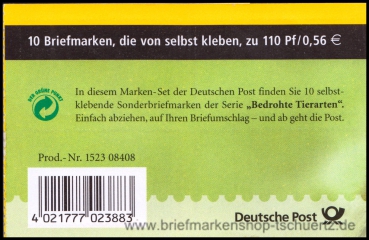 10 Briefmarken, die von selbst kleben, zu 110 Pf/0,56 €
DER GRÜNE PUNKT
In diesem Marken-Set der Deutschen Post finden Sie 10 selbst-
klebende Sonderbriefmarken der Serie „Bedrohte Tierarten“.
Einfach abziehen, auf Ihren Briefumschlag – und ab geht die Post.
Prod.-Nr. 1523 08408
4 021777 023883
Deutsche Post
www.briefmarkenshop-tschuertz.de